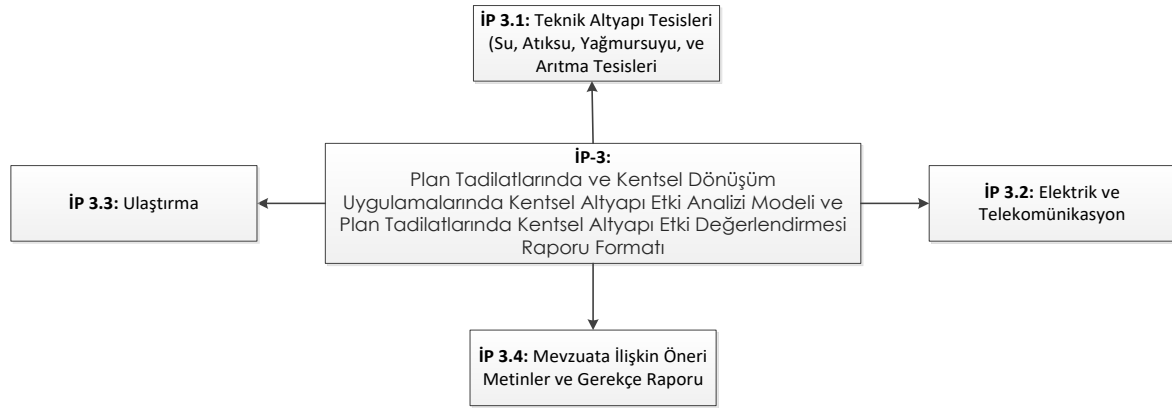 İP 3.1: Teknik Altyapı Tesisleri
(Su, Atıksu, Yağmursuyu, ve
Arıtma Tesisleri
İP-3:
Plan Tadilatlarında ve Kentsel Dönüşüm
Uygulamalarında Kentsel Altyapı Etki Analizi Modeli ve
Plan Tadilatlarında Kentsel Altyapı Etki Değerlendirmesi
Raporu Formatı
İP 3.3: Ulaştırma
İP 3.2: Elektrik ve
Telekomünikasyon
İP 3.4: Mevzuata İlişkin Öneri
Metinler ve Gerekçe Raporu